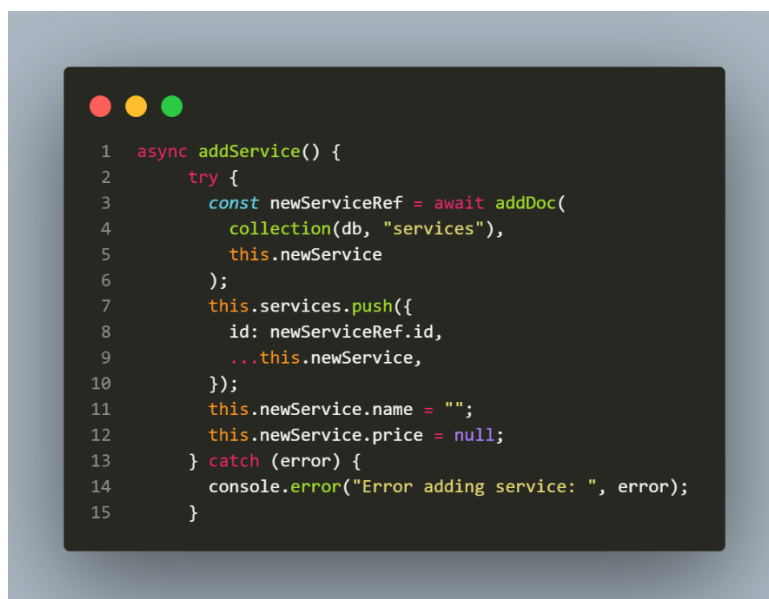 1 async addService() {
2 try {
3 const newServiceRef = await addDoc(
4 collection(db, "services"),
5 this.newService
6 );
7 this.services.push({
8 id: newServiceRef.id,
9 ...this.newService,
10 });
11 this.newService.name = "";
12 this.newService.price = null;
13 } catch (error) {
14 console.error("Error adding service: ", error);
15 }